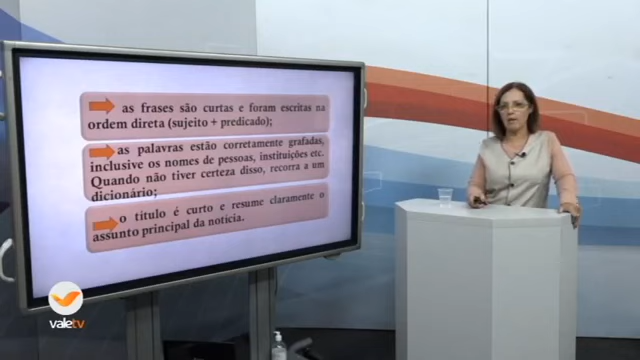 as frases são curtas e foram escritas na
ordem direta (sujeito + predicado);
as palavras estão corretamente grafadas,
inclusive os nomes de pessoas, instituições etc.
Quando não tiver certeza disso, recorra a um
dicionário;
o título é curto e resume claramente o
assunto principal da notícia.
valetv